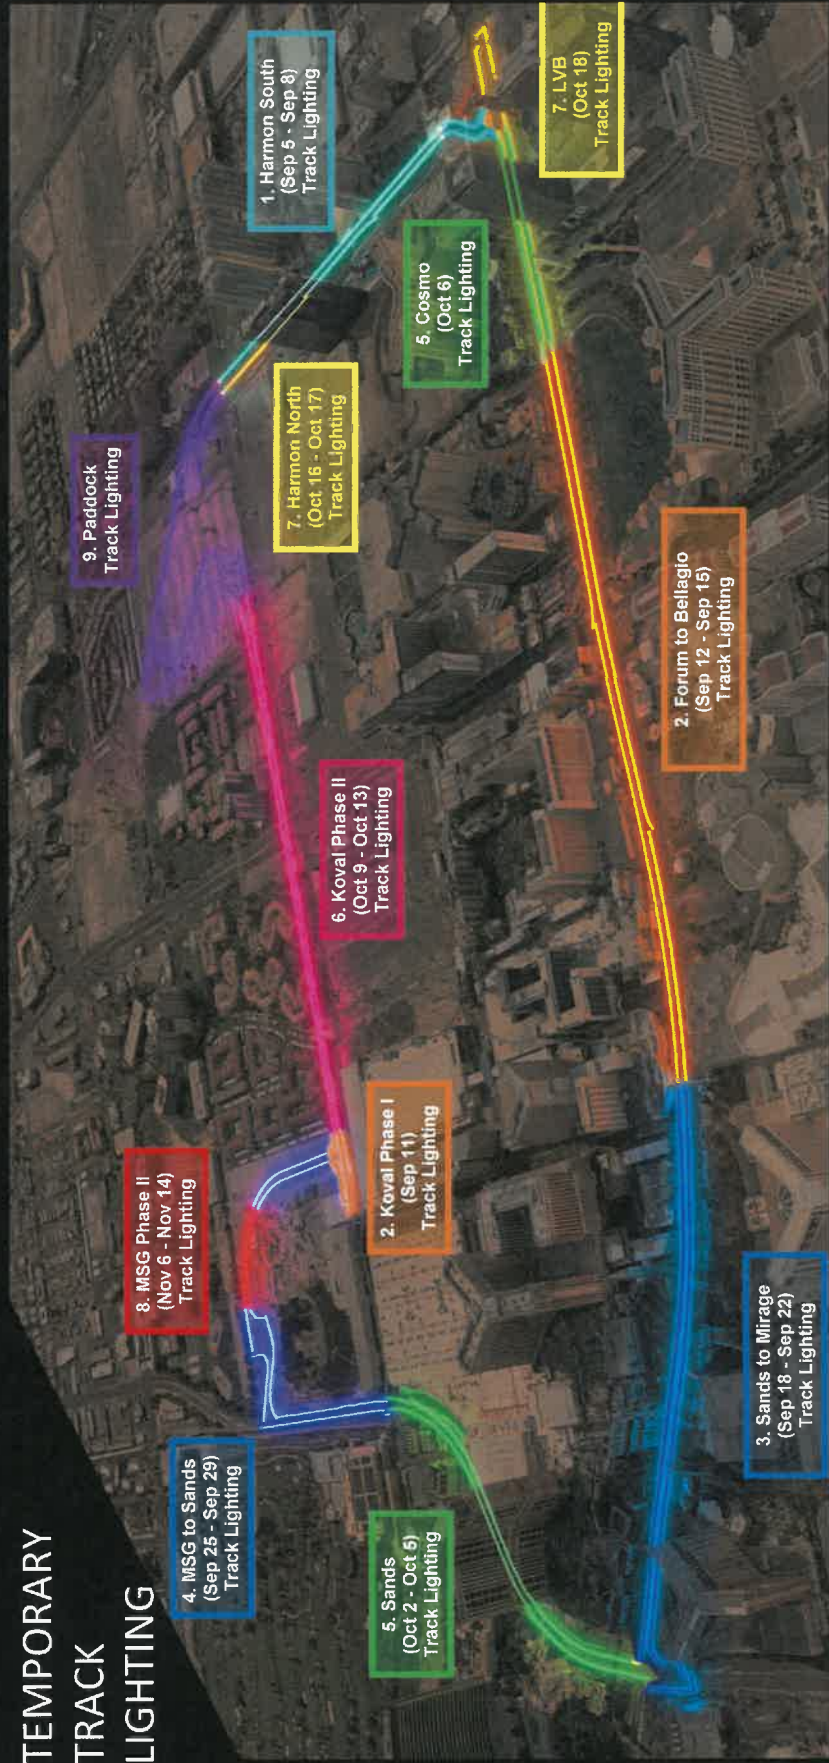 TEMPORARY
TRACK
LIGHTING
4. MSG to Sands
(Sep 25 - Sep 29)
Track Lighting
8. MSG Phase II
(Nov 6 - Nov 14)
Track Lighting
9. Paddock
Track Lighting
1. Harmon South
(Sep 5 - Sep 8)
Track Lighting
7. Harmon North
(Oct 16 - Oct 17)
Track Lighting
6. Koval Phase II
(Oct 9 - Oct 13)
Track Lighting
2. Koval Phase I
(Sep 11)
Track Lighting
5. Sands
(Oct 2 - Oct 5)
Track Lighting
5. Cosmo
(Oct 6)
Track Lighting
7. LVB
(Oct 18)
Track Lighting
2. Forum to Bellagio
(Sep 12 - Sep 15)
Track Lighting
3. Sands to Mirage
(Sep 18 - Sep 22)
Track Lighting